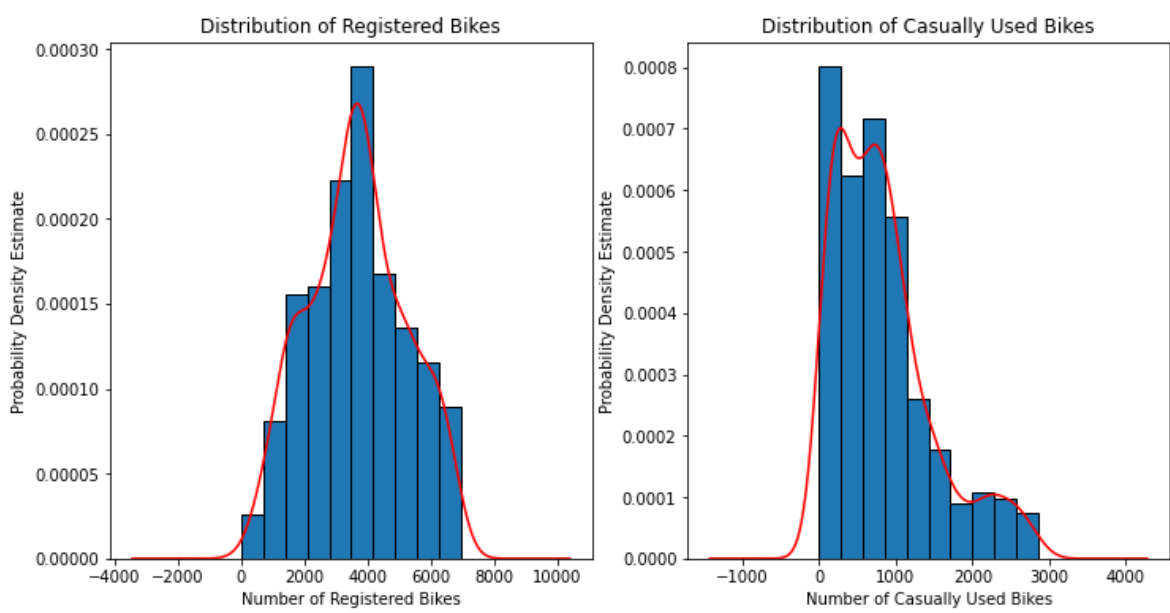 Distribution of Registered Bikes
Probability Density Estimate
0.00030
0.00025
0.00020
0.00015
0.00010
0.00005
0.00000
−4000 −2000 0 2000 4000 6000 8000 10000
Number of Registered Bikes
Distribution of Casually Used Bikes
Probability Density Estimate
0.0008
0.0007
0.0006
0.0005
0.0004
0.0003
0.0002
0.0001
0.0000
−1000 0 1000 2000 3000 4000
Number of Casually Used Bikes